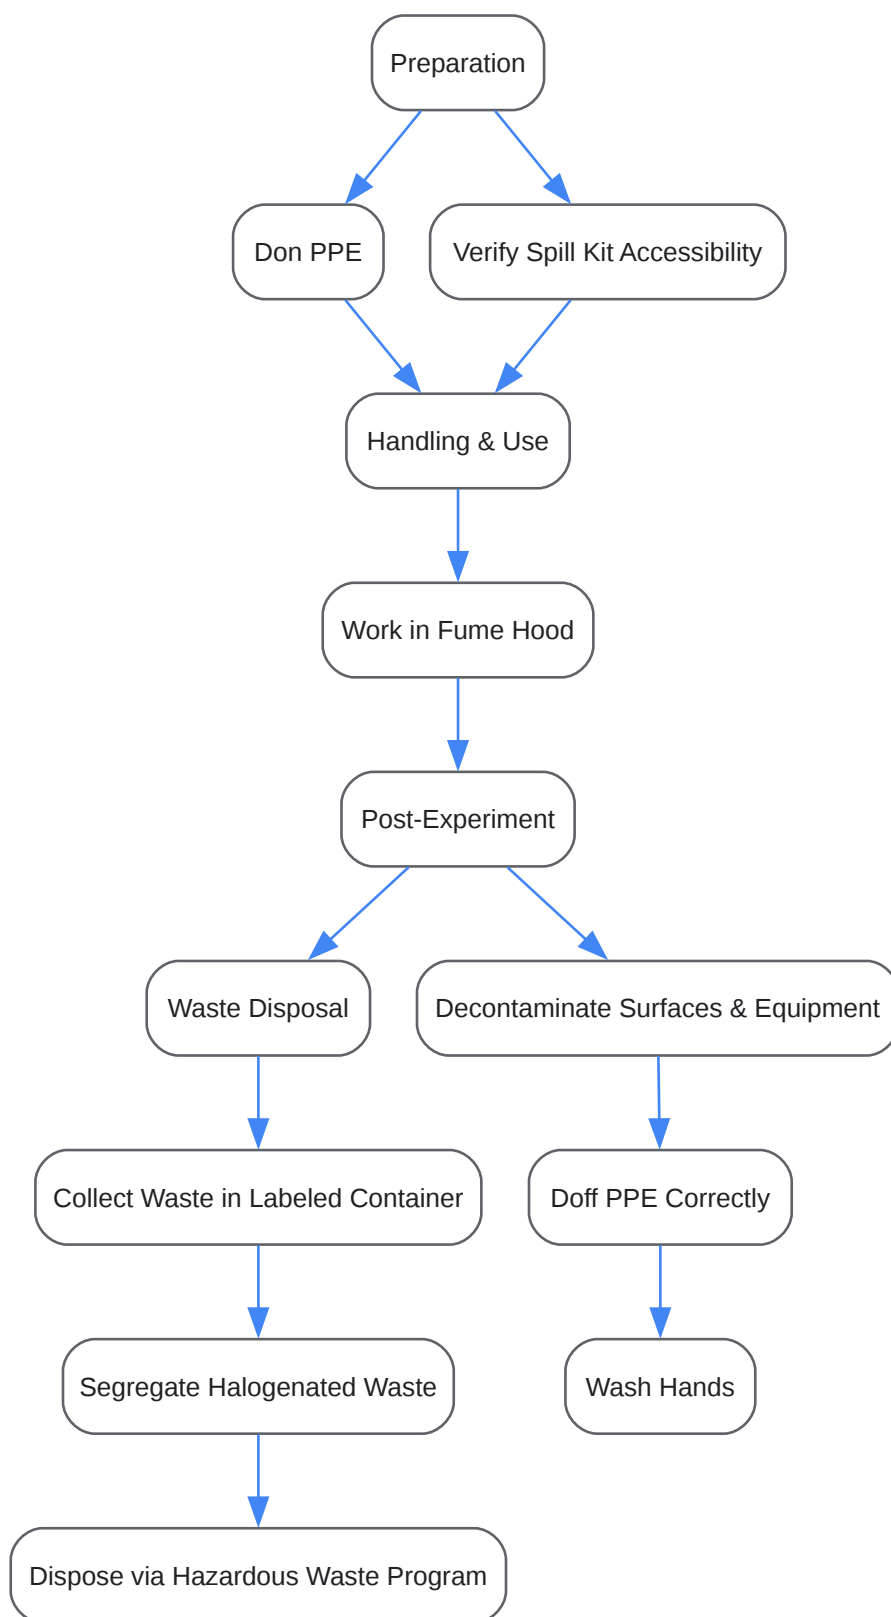 Preparation
Don PPE
Verify Spill Kit Accessibility
Handling & Use
Work in Fume Hood
Post-Experiment
Waste Disposal
Decontaminate Surfaces & Equipment
Collect Waste in Labeled Container
Doff PPE Correctly
Segregate Halogenated Waste
Wash Hands
Dispose via Hazardous Waste Program